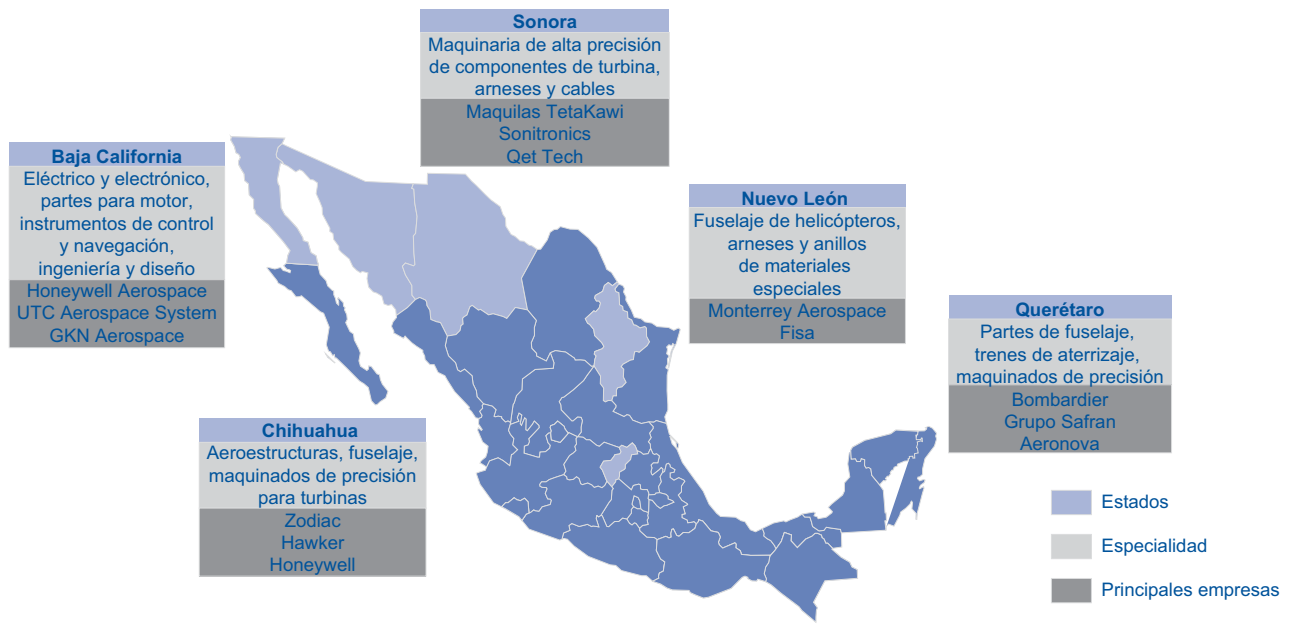 Sonora
Maquinaria de alta precisión
de componentes de turbina,
arneses y cables
Maquilas TetaKawi
Sonitronics
Qet Tech
Baja California
Eléctrico y electrónico,
partes para motor,
instrumentos de control
y navegación,
ingeniería y diseño
Honeywell Aerospace
UTC Aerospace System
GKN Aerospace
Nuevo León
Fuselaje de helicópteros,
arneses y anillos
de materiales
especiales
Monterrey Aerospace
Fisa
Querétaro
Partes de fuselaje,
trenes de aterrizaje,
maquinados de precisión
Bombardier
Grupo Safran
Aeronova
Chihuahua
Aeroestructuras, fuselaje,
maquinados de precisión
para turbinas
Zodiac
Hawker
Honeywell
Estados
Especialidad
Principales empresas